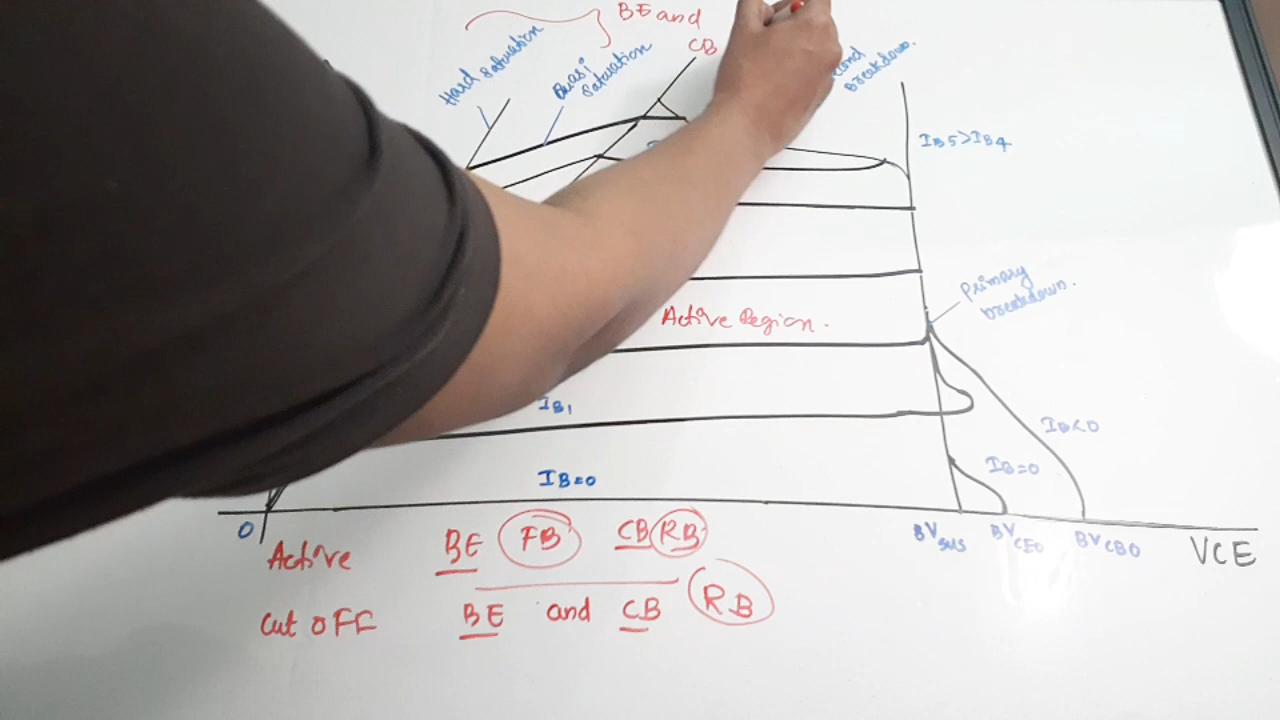 BE and
CB
Hard saturation
Quasi
saturation
breakdown.
IB5>IB4
Primary
breakdown.
Active Region.
IB1
IB<0
IB=0
IB=0
0
BVSUS
BVCEO
BVCBO
VCE
Active BE FB CB RB
Cut OFF BE and CB RB